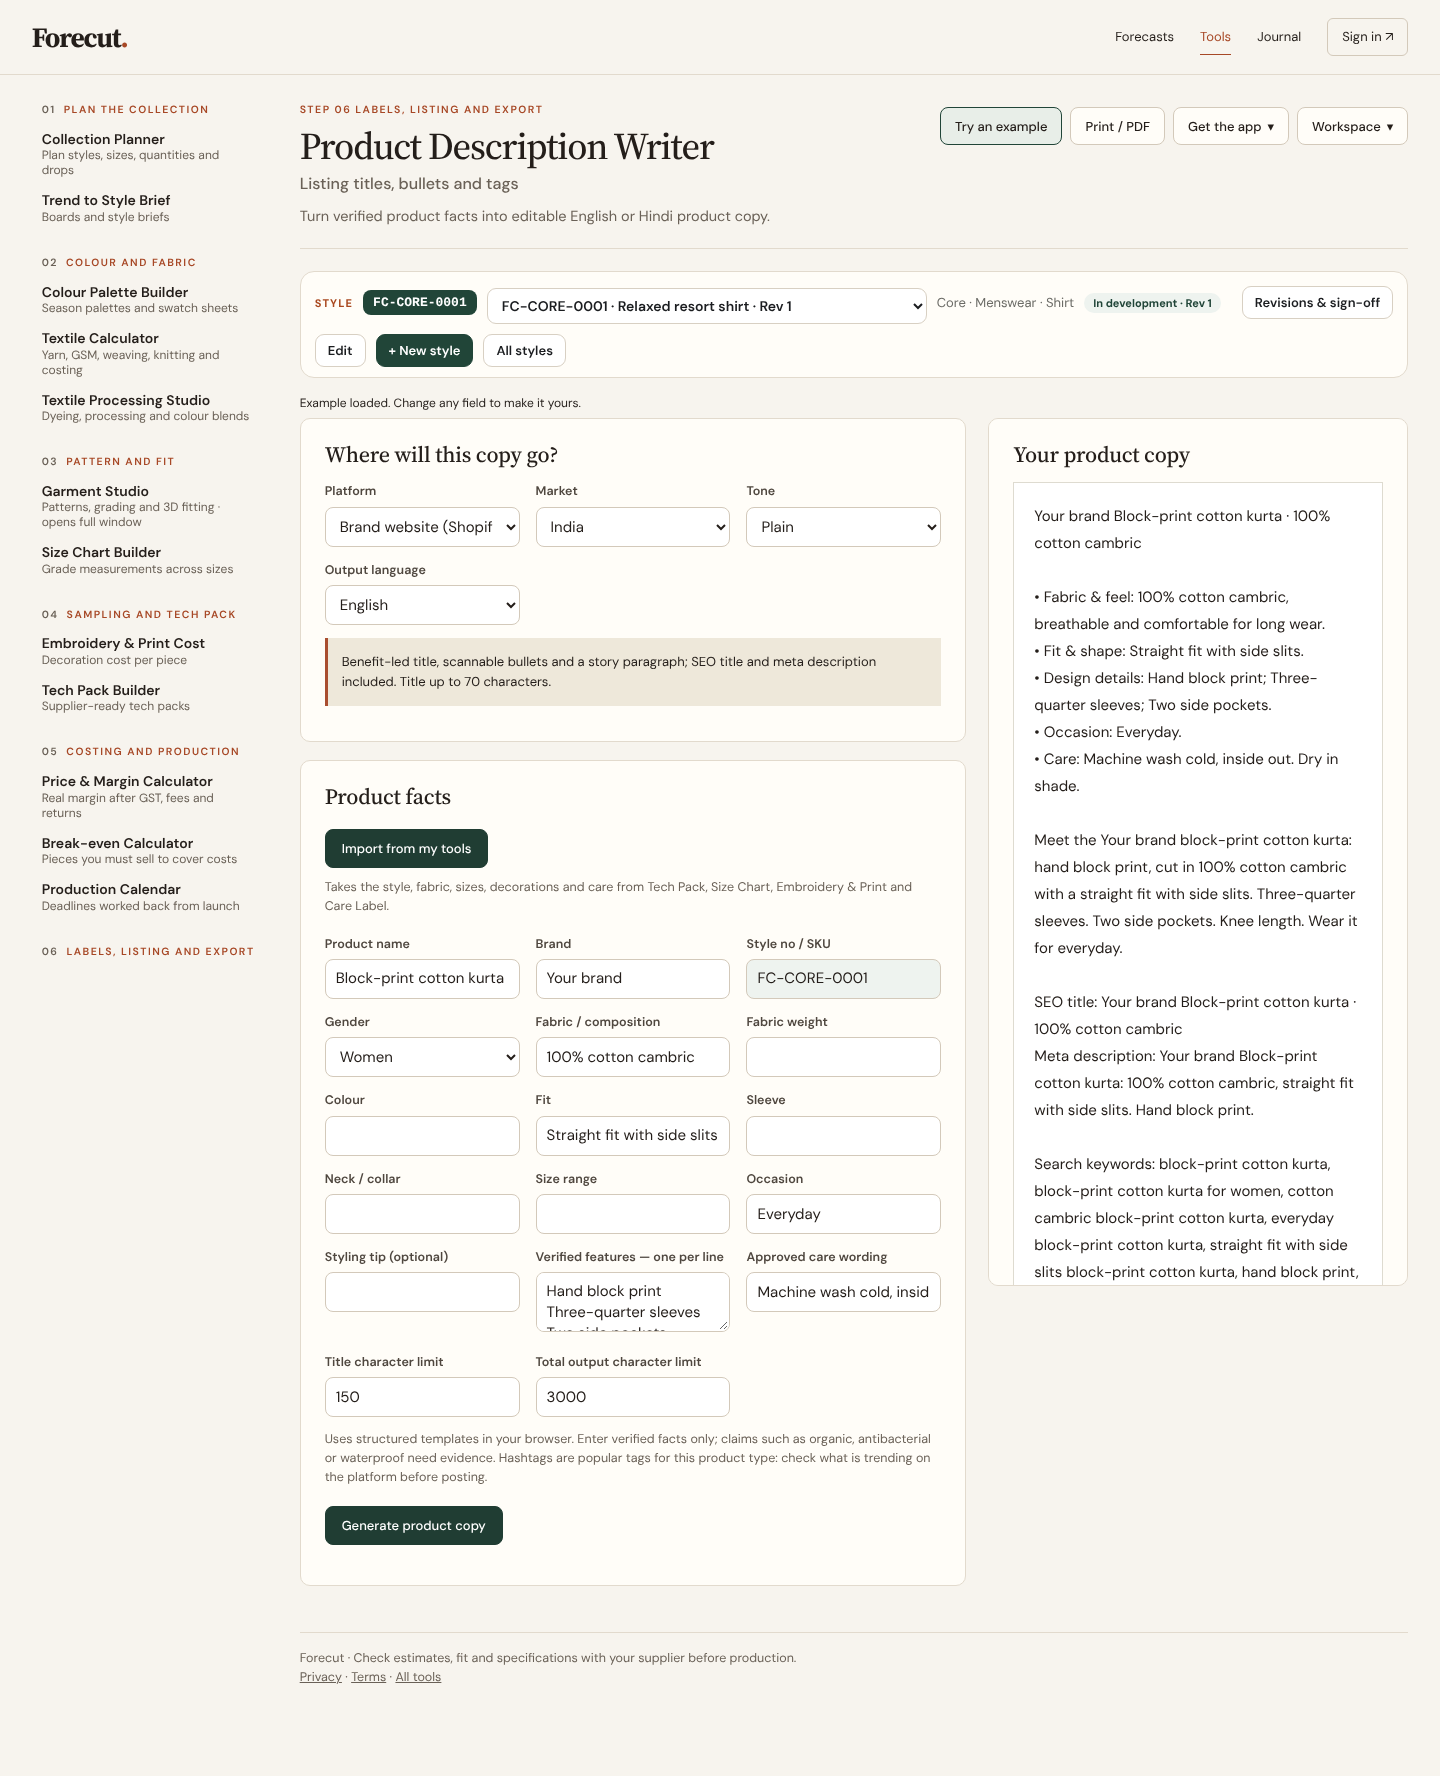 Forecut.
Forecasts
Tools
Journal
Sign in ↗
01 PLAN THE COLLECTION
Collection Planner
Plan styles, sizes, quantities and
drops
Trend to Style Brief
Boards and style briefs
02 COLOUR AND FABRIC
Colour Palette Builder
Season palettes and swatch sheets
Textile Calculator
Yarn, GSM, weaving, knitting and
costing
Textile Processing Studio
Dyeing, processing and colour blends
03 PATTERN AND FIT
Garment Studio
Patterns, grading and 3D fitting ·
opens full window
Size Chart Builder
Grade measurements across sizes
04 SAMPLING AND TECH PACK
Embroidery & Print Cost
Decoration cost per piece
Tech Pack Builder
Supplier-ready tech packs
05 COSTING AND PRODUCTION
Price & Margin Calculator
Real margin after GST, fees and
returns
Break-even Calculator
Pieces you must sell to cover costs
Production Calendar
Deadlines worked back from launch
06 LABELS, LISTING AND EXPORT
STEP 06 LABELS, LISTING AND EXPORT
Product Description Writer
Listing titles, bullets and tags
Turn verified product facts into editable English or Hindi product copy.
Try an example
Print / PDF
Get the app ▾
Workspace ▾
STYLE
FC-CORE-0001
FC-CORE-0001 · Relaxed resort shirt · Rev 1
Core · Menswear · Shirt
In development · Rev 1
Revisions & sign-off
Edit
+ New style
All styles
Example loaded. Change any field to make it yours.
Where will this copy go?
Platform
Market
Tone
Brand website (Shopif
India
Plain
Output language
English
Benefit-led title, scannable bullets and a story paragraph; SEO title and meta description
included. Title up to 70 characters.
Product facts
Import from my tools
Takes the style, fabric, sizes, decorations and care from Tech Pack, Size Chart, Embroidery & Print and
Care Label.
Product name
Brand
Style no / SKU
Block-print cotton kurta
Your brand
FC-CORE-0001
Gender
Fabric / composition
Fabric weight
Women
100% cotton cambric
Colour
Fit
Sleeve
Straight fit with side slits
Neck / collar
Size range
Occasion
Everyday
Styling tip (optional)
Verified features — one per line
Approved care wording
Hand block print
Three-quarter sleeves
Two side pockets
Machine wash cold, insid
Title character limit
Total output character limit
150
3000
Uses structured templates in your browser. Enter verified facts only; claims such as organic, antibacterial
or waterproof need evidence. Hashtags are popular tags for this product type: check what is trending on
the platform before posting.
Generate product copy
Your product copy
Your brand Block-print cotton kurta · 100%
cotton cambric
• Fabric & feel: 100% cotton cambric,
breathable and comfortable for long wear.
• Fit & shape: Straight fit with side slits.
• Design details: Hand block print; Three-
quarter sleeves; Two side pockets.
• Occasion: Everyday.
• Care: Machine wash cold, inside out. Dry in
shade.
Meet the Your brand block-print cotton kurta:
hand block print, cut in 100% cotton cambric
with a straight fit with side slits. Three-quarter
sleeves. Two side pockets. Knee length. Wear it
for everyday.
SEO title: Your brand Block-print cotton kurta ·
100% cotton cambric
Meta description: Your brand Block-print
cotton kurta: 100% cotton cambric, straight fit
with side slits. Hand block print.
Search keywords: block-print cotton kurta,
block-print cotton kurta for women, cotton
cambric block-print cotton kurta, everyday
block-print cotton kurta, straight fit with side
slits block-print cotton kurta, hand block print,
Forecut · Check estimates, fit and specifications with your supplier before production.
Privacy · Terms · All tools